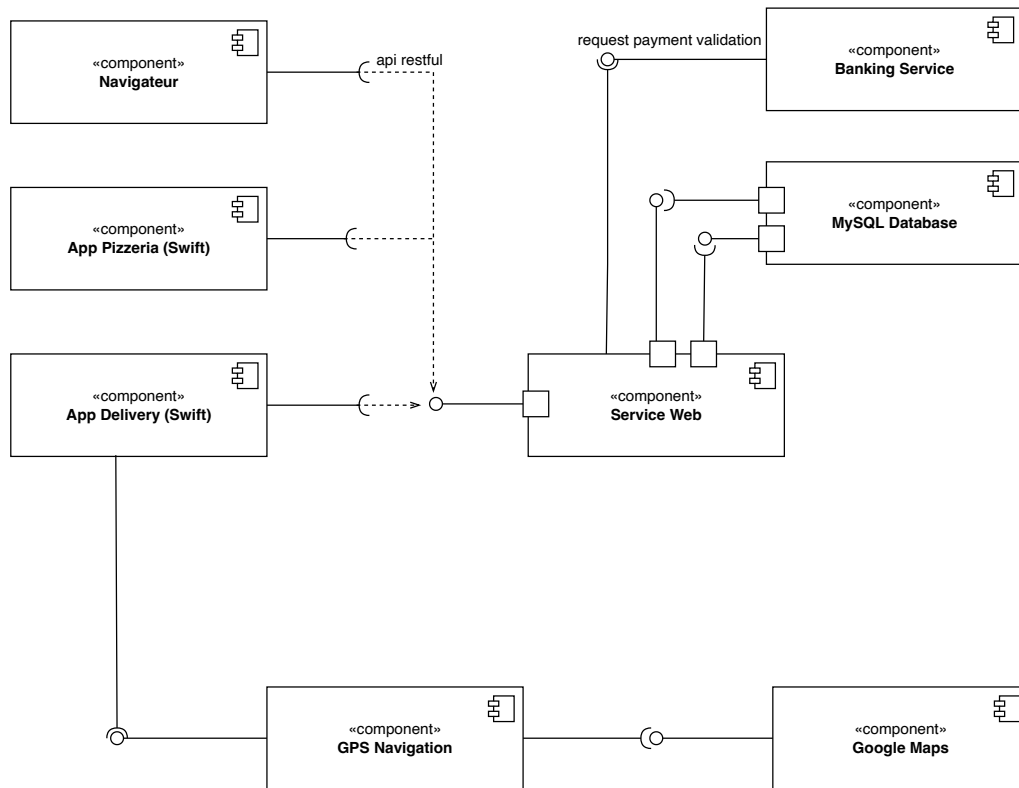 «component»
Navigateur
api restful
request payment validation
«component»
Banking Service
«component»
App Pizzeria (Swift)
«component»
MySQL Database
«component»
App Delivery (Swift)
«component»
Service Web
«component»
GPS Navigation
«component»
Google Maps